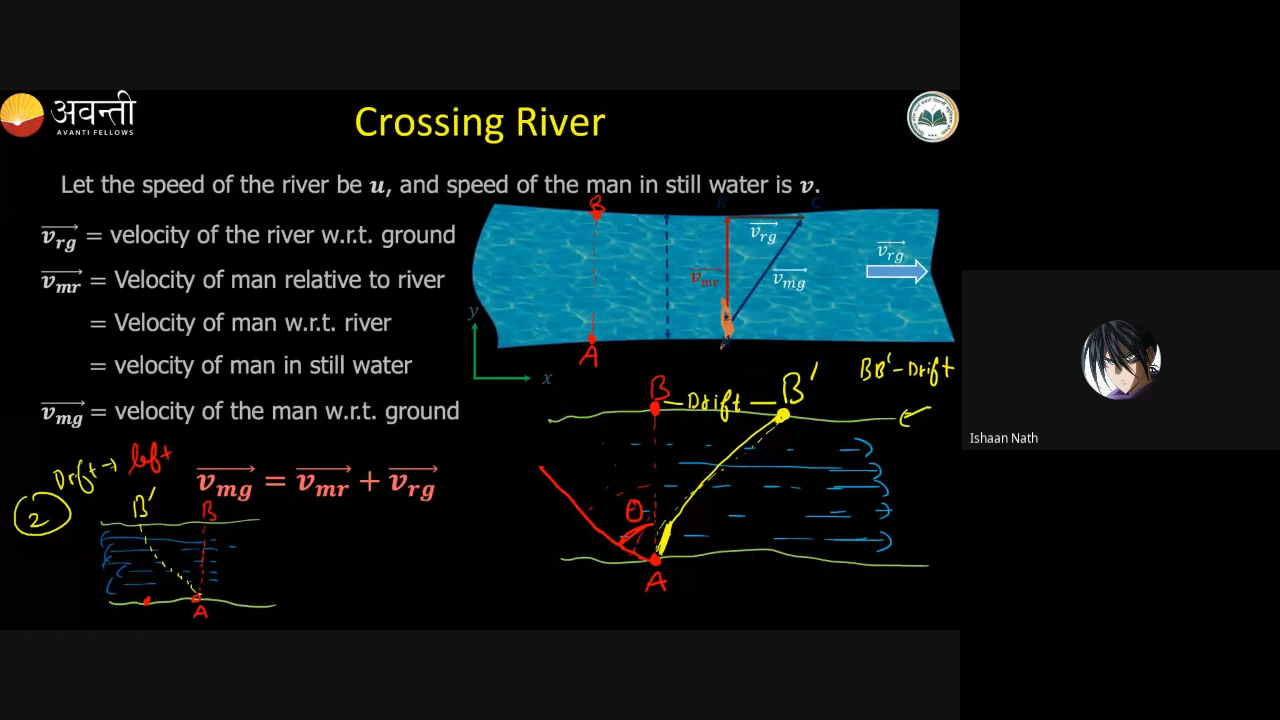 अवन्ती
AVANTI FELLOWS
Crossing River
Let the speed of the river be u, and speed of the man in still water is v.
v_rg = velocity of the river w.r.t. ground
v_mr = Velocity of man relative to river
= Velocity of man w.r.t. river
= velocity of man in still water
v_mg = velocity of the man w.r.t. ground
v_mg = v_mr + v_rg
B
A
B
C
v_rg
v_mr
v_mg
v_rg
y
x
BB' - Drift
B
Drift
B'
θ
A
Drift → left
2
B'
B
A
Ishaan Nath